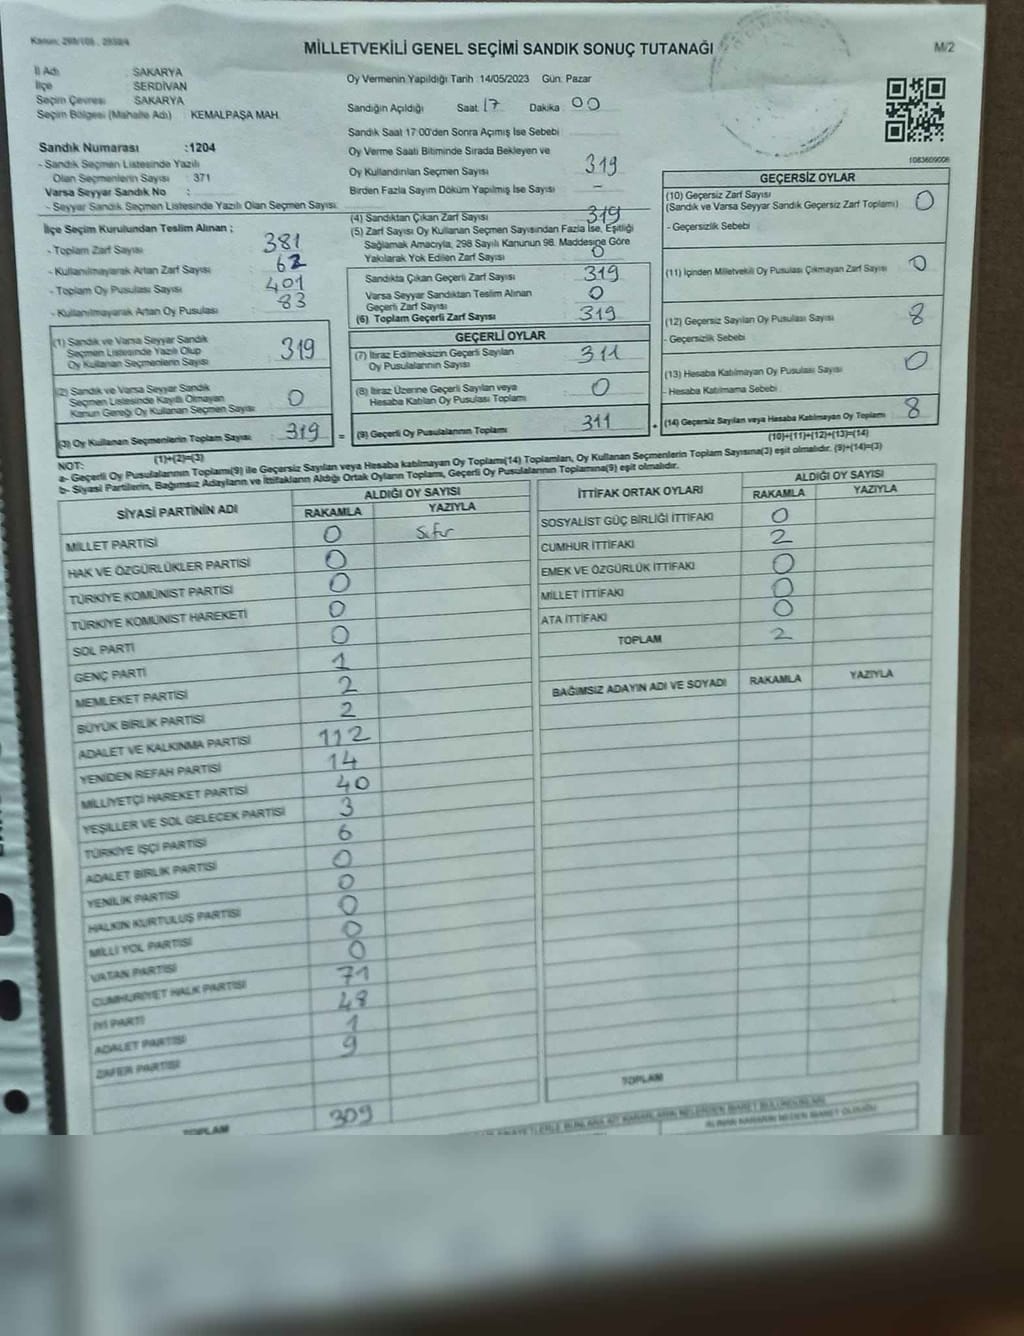 Kanun: 298/105 , 2839/4
MİLLETVEKİLİ GENEL SEÇİMİ SANDIK SONUÇ TUTANAĞI
M/2
İl Adı : SAKARYA
İlçe : SERDİVAN
Seçim Çevresi : SAKARYA
Seçim Bölgesi (Mahalle Adı) : KEMALPAŞA MAH.
Oy Vermenin Yapıldığı Tarih :14/05/2023 Gün: Pazar
Sandığın Açıldığı Saat 17 Dakika 00
Sandık Saat 17:00'den Sonra Açımış İse Sebebi
Oy Verme Saati Bitiminde Sırada Bekleyen ve
Oy Kullandırılan Seçmen Sayısı 319
Birden Fazla Sayım Döküm Yapılmış İse Sayısı : –
1083609006
Sandık Numarası :1204
- Sandık Seçmen Listesinde Yazılı
Olan Seçmenlerin Sayısı : 371
Varsa Seyyar Sandık No :
- Seyyar Sandık Seçmen Listesinde Yazılı Olan Seçmen Sayısı:
İlçe Seçim Kurulundan Teslim Alınan ;
- Toplam Zarf Sayısı 381
- Kullanılmayarak Artan Zarf Sayısı 62
- Toplam Oy Pusulası Sayısı 401
- Kullanılmayarak Artan Oy Pusulası 83
(1) Sandık ve Varsa Seyyar Sandık
Seçmen Listesinde Yazılı Olup
Oy Kullanan Seçmenlerin Sayısı : 319
(2) Sandık ve Varsa Seyyar Sandık
Seçmen Listesinde Kayıtlı Olmayan
Kanun Gereği Oy Kullanan Seçmen Sayısı : 0
(3) Oy Kullanan Seçmenlerin Toplam Sayısı : 319
(1)+(2)=(3)
(4) Sandıktan Çıkan Zarf Sayısı 319
(5) Zarf Sayısı Oy Kullanan Seçmen Sayısından Fazla İse, Eşitliği
Sağlamak Amacıyla, 298 Sayılı Kanunun 98. Maddesine Göre
Yakılarak Yok Edilen Zarf Sayısı 0
Sandıkta Çıkan Geçerli Zarf Sayısı : 319
Varsa Seyyar Sandıktan Teslim Alınan
Geçerli Zarf Sayısı : 0
(6) Toplam Geçerli Zarf Sayısı : 319
GEÇERLİ OYLAR
(7) İtiraz Edilmeksizin Geçerli Sayılan
Oy Pusulalarının Sayısı : 311
(8) İtiraz Üzerine Geçerli Sayılan veya
Hesaba Katılan Oy Pusulası Toplamı : 0
= (9) Geçerli Oy Pusulalarının Toplamı : 311
GEÇERSİZ OYLAR
(10) Geçersiz Zarf Sayısı
(Sandık ve Varsa Seyyar Sandık Geçersiz Zarf Toplamı) : 0
- Geçersizlik Sebebi
(11) İçinden Milletvekili Oy Pusulası Çıkmayan Zarf Sayısı : 0
(12) Geçersiz Sayılan Oy Pusulası Sayısı : 8
- Geçersizlik Sebebi
(13) Hesaba Katılmayan Oy Pusulası Sayısı : 0
- Hesaba Katılmama Sebebi :
+ (14) Geçersiz Sayılan veya Hesaba Katılmayan Oy Toplamı : 8
(10)+(11)+(12)+(13)=(14)
NOT:
a- Geçerli Oy Pusulalarının Toplamı(9) ile Geçersiz Sayılan veya Hesaba katılmayan Oy Toplamı(14) Toplamları, Oy Kullanan Seçmenlerin Toplam Sayısına(3) eşit olmalıdır. (9)+(14)=(3)
b- Siyasi Partilerin, Bağımsız Adayların ve İttifakların Aldığı Ortak Oyların Toplamı, Geçerli Oy Pusulalarının Toplamına(9) eşit olmalıdır.
SİYASİ PARTİNİN ADI
ALDIĞI OY SAYISI
RAKAMLA YAZIYLA
MİLLET PARTİSİ 0 Sıfır
HAK VE ÖZGÜRLÜKLER PARTİSİ 0
TÜRKİYE KOMÜNİST PARTİSİ 0
TÜRKİYE KOMÜNİST HAREKETİ 0
SOL PARTİ 0
GENÇ PARTİ 1
MEMLEKET PARTİSİ 2
BÜYÜK BİRLİK PARTİSİ 2
ADALET VE KALKINMA PARTİSİ 112
YENİDEN REFAH PARTİSİ 14
MİLLİYETÇİ HAREKET PARTİSİ 40
YEŞİLLER VE SOL GELECEK PARTİSİ 3
TÜRKİYE İŞÇİ PARTİSİ 6
ADALET BİRLİK PARTİSİ 0
YENİLİK PARTİSİ 0
HALKIN KURTULUŞ PARTİSİ 0
MİLLİ YOL PARTİSİ 0
VATAN PARTİSİ 0
CUMHURİYET HALK PARTİSİ 71
İYİ PARTİ 48
ADALET PARTİSİ 1
ZAFER PARTİSİ 9
TOPLAM 309
İTTİFAK ORTAK OYLARI
ALDIĞI OY SAYISI
RAKAMLA YAZIYLA
SOSYALİST GÜÇ BİRLİĞİ İTTİFAKI 0
CUMHUR İTTİFAKI 2
EMEK VE ÖZGÜRLÜK İTTİFAKI 0
MİLLET İTTİFAKI 0
ATA İTTİFAKI 0
TOPLAM 2
BAĞIMSIZ ADAYIN ADI VE SOYADI RAKAMLA YAZIYLA
TOPLAM